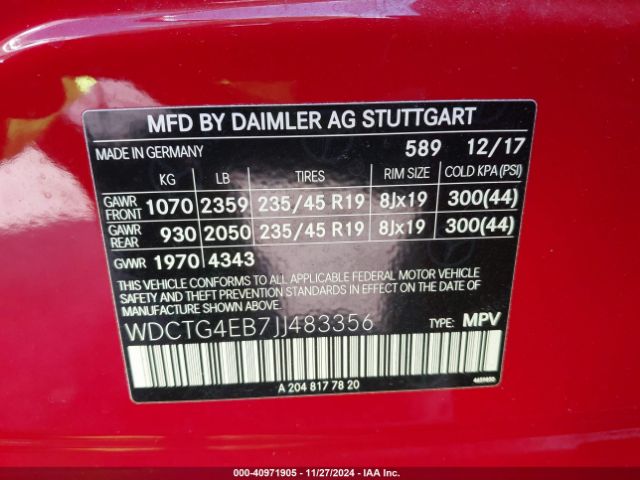 MFD BY DAIMLER AG STUTTGART
MADE IN GERMANY 589 12/17
KG LB TIRES RIM SIZE COLD KPA (PSI)
GAWR FRONT 1070 2359 235/45 R19 8Jx19 300(44)
GAWR REAR 930 2050 235/45 R19 8Jx19 300(44)
GVWR 1970 4343
THIS VEHICLE CONFORMS TO ALL APPLICABLE FEDERAL MOTOR VEHICLE
SAFETY, BUMPER, AND THEFT PREVENTION STANDARDS IN EFFECT ON THE DATE OF
MANUFACTURE SHOWN ABOVE.
WDCTG4EB7JJ483356 TYPE: MPV
A 204 817 78 20
000-40971905 - 11/27/2024 - IAA Inc.